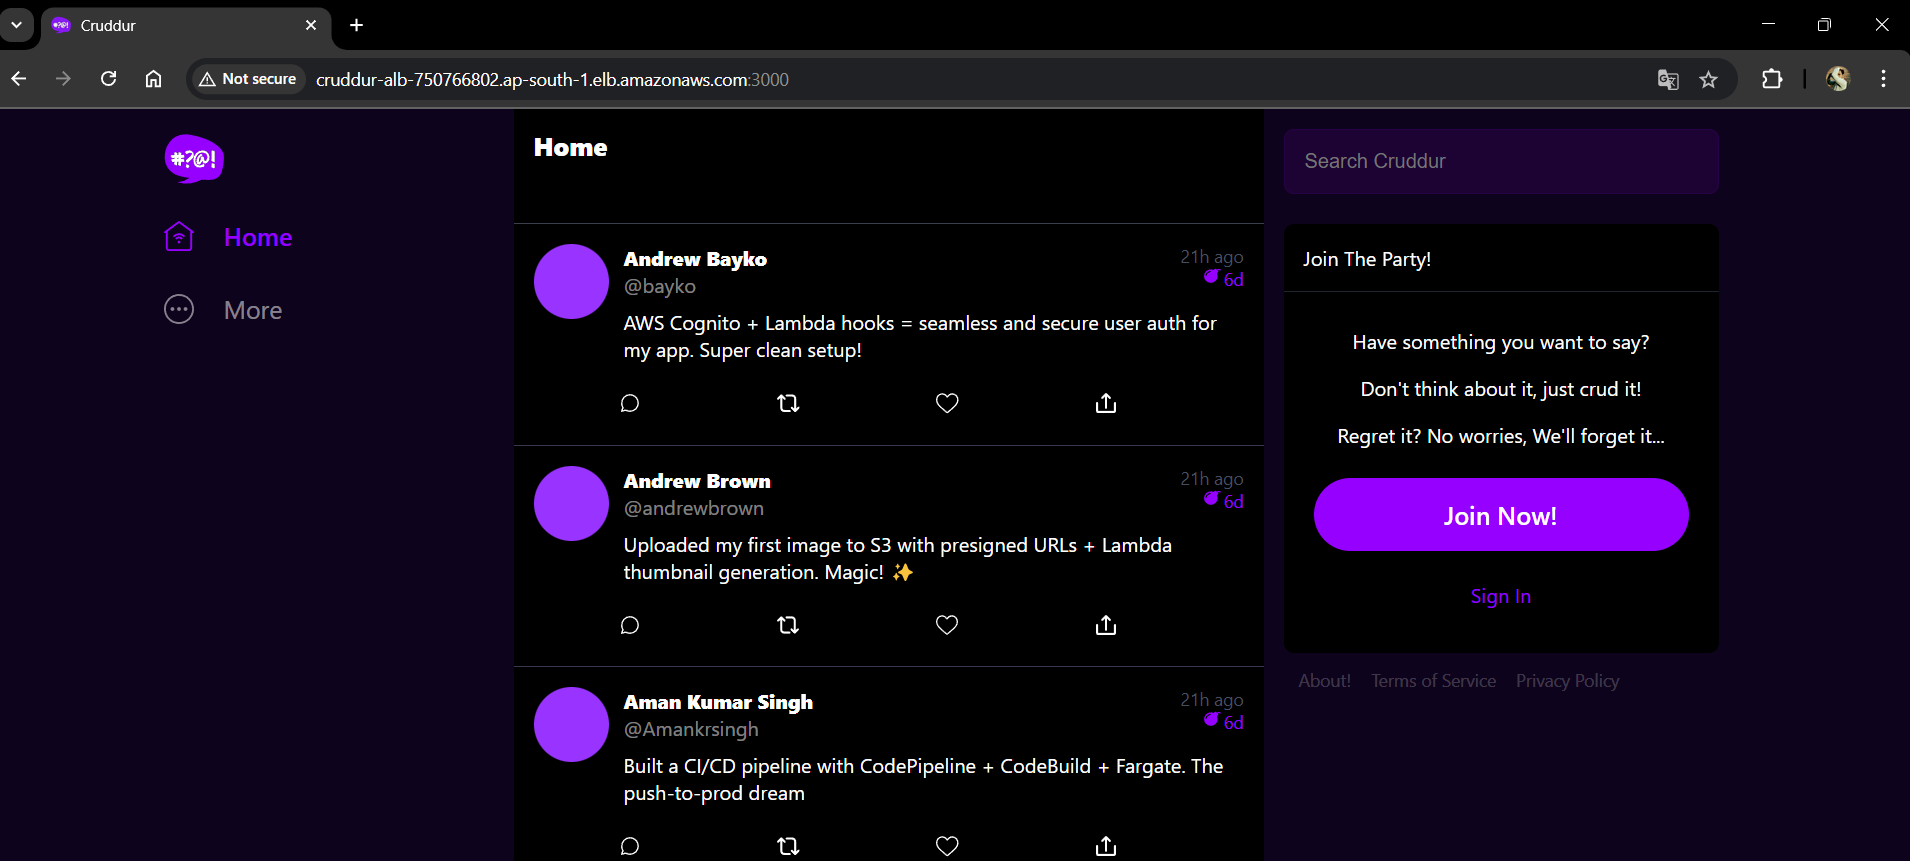 Cruddur
Not secure
cruddur-alb-750766802.ap-south-1.elb.amazonaws.com:3000
#?@!
Home
More
Home
Andrew Bayko
21h ago
@bayko
6d
AWS Cognito + Lambda hooks = seamless and secure user auth for
my app. Super clean setup!
Andrew Brown
21h ago
@andrewbrown
6d
Uploaded my first image to S3 with presigned URLs + Lambda
thumbnail generation. Magic! ✨
Aman Kumar Singh
21h ago
@Amankrsingh
6d
Built a CI/CD pipeline with CodePipeline + CodeBuild + Fargate. The
push-to-prod dream
Search Cruddur
Join The Party!
Have something you want to say?
Don't think about it, just crud it!
Regret it? No worries, We'll forget it...
Join Now!
Sign In
About!
Terms of Service
Privacy Policy